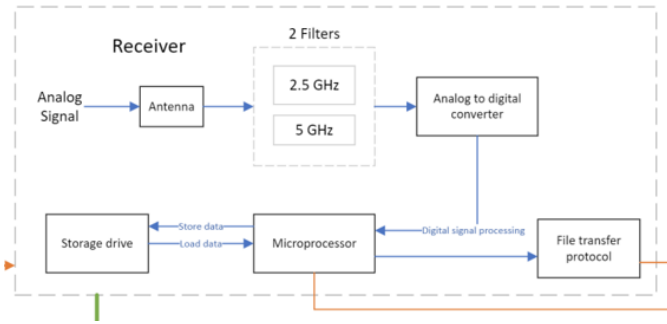 2 Filters
Receiver
2.5 GHz
Analog
Signal
Antenna
Analog to digital
converter
5 GHz
Store data
Digital signal processing
Storage drive
Load data
Microprocessor
File transfer
protocol